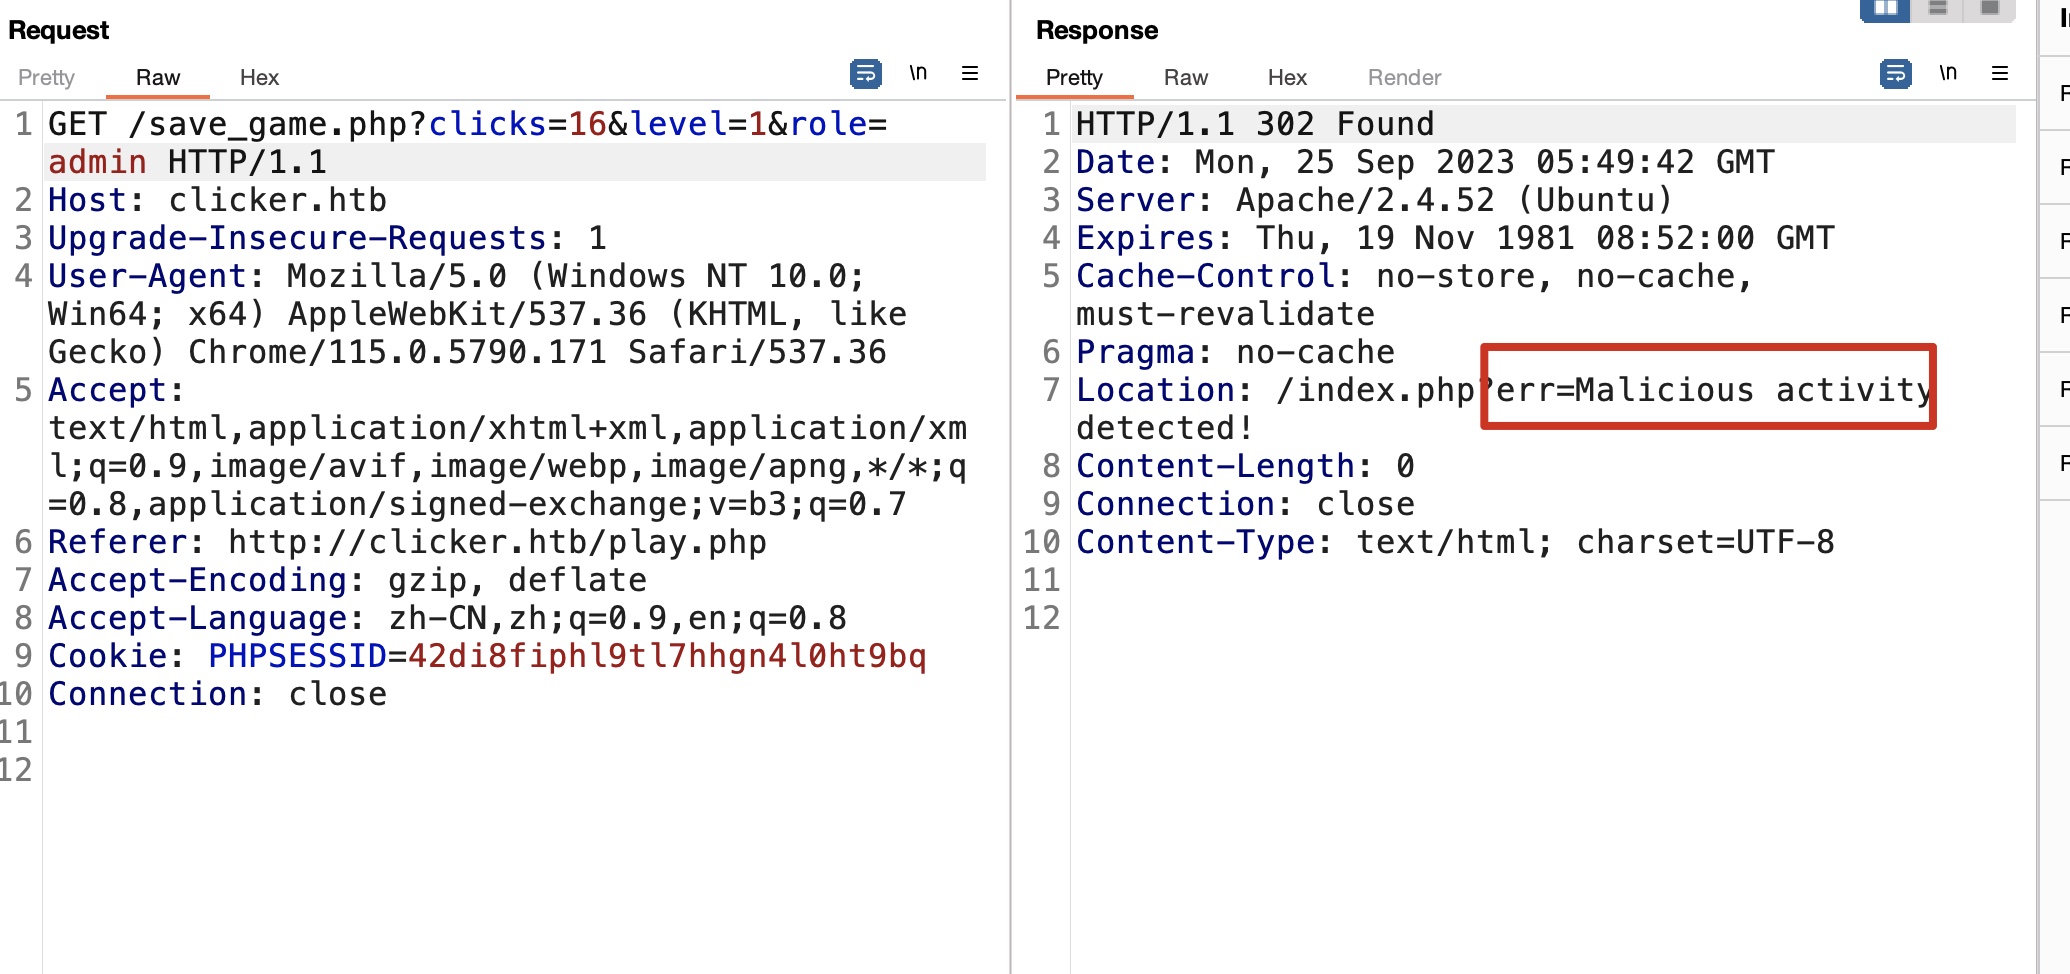 Request
Pretty Raw Hex
\n
1 GET /save_game.php?clicks=16&level=1&role=
admin HTTP/1.1
2 Host: clicker.htb
3 Upgrade-Insecure-Requests: 1
4 User-Agent: Mozilla/5.0 (Windows NT 10.0;
Win64; x64) AppleWebKit/537.36 (KHTML, like
Gecko) Chrome/115.0.5790.171 Safari/537.36
5 Accept:
text/html,application/xhtml+xml,application/xm
l;q=0.9,image/avif,image/webp,image/apng,*/*;q
=0.8,application/signed-exchange;v=b3;q=0.7
6 Referer: http://clicker.htb/play.php
7 Accept-Encoding: gzip, deflate
8 Accept-Language: zh-CN,zh;q=0.9,en;q=0.8
9 Cookie: PHPSESSID=42di8fiphl9tl7hhgn4l0ht9bq
10 Connection: close
11
12
Response
Pretty Raw Hex Render
\n
1 HTTP/1.1 302 Found
2 Date: Mon, 25 Sep 2023 05:49:42 GMT
3 Server: Apache/2.4.52 (Ubuntu)
4 Expires: Thu, 19 Nov 1981 08:52:00 GMT
5 Cache-Control: no-store, no-cache,
must-revalidate
6 Pragma: no-cache
7 Location: /index.php?err=Malicious activity
detected!
8 Content-Length: 0
9 Connection: close
10 Content-Type: text/html; charset=UTF-8
11
12